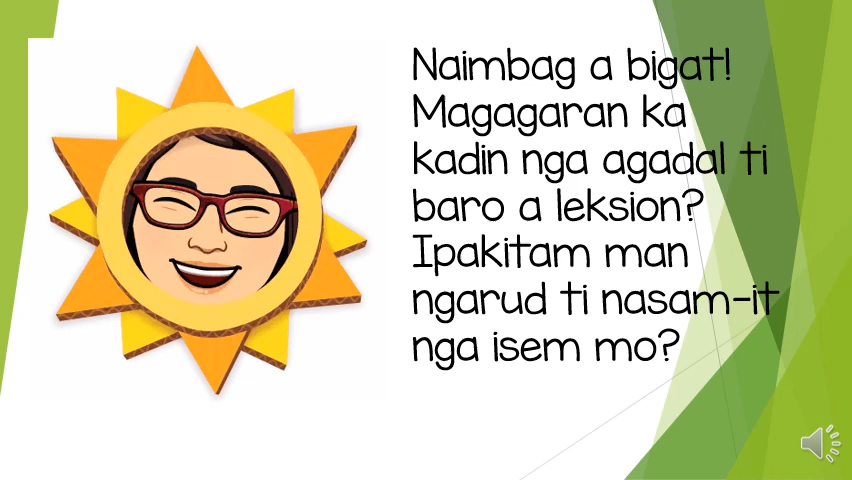 Naimbag a bigat!
Magagaran ka
kadin nga agadal ti
baro a leksion?
Ipakitam man
ngarud ti nasam-it
nga isem mo?